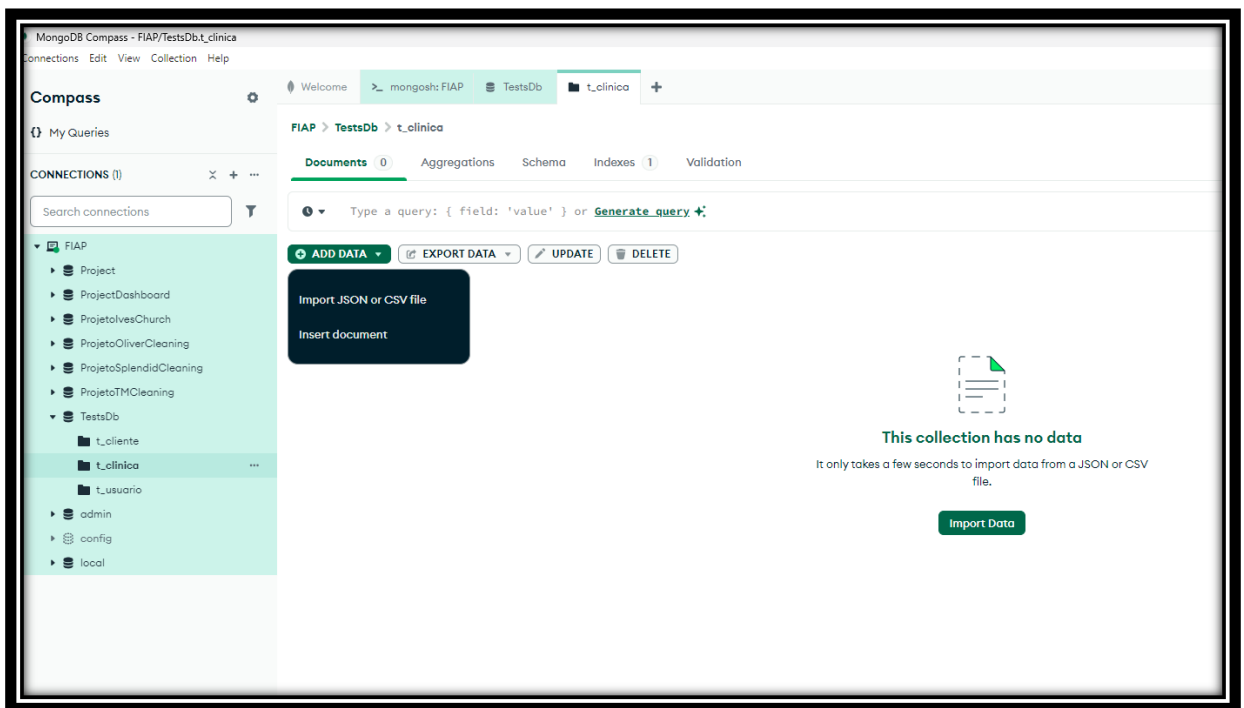 MongoDB Compass - FIAP/TestsDb.t_clinica
Connections Edit View Collection Help
Compass
{} My Queries
CONNECTIONS (1)
Search connections
FIAP
Project
ProjectDashboard
ProjetoIvesChurch
ProjetoOliverCleaning
ProjetoSplendidCleaning
ProjetoTMCleaning
TestsDb
t_cliente
t_clinica
t_usuario
admin
config
local
Welcome >_ mongosh: FIAP TestsDb t_clinica +
FIAP > TestsDb > t_clinica
Documents 0 Aggregations Schema Indexes 1 Validation
Type a query: { field: 'value' } or Generate query
ADD DATA EXPORT DATA UPDATE DELETE
Import JSON or CSV file
Insert document
This collection has no data
It only takes a few seconds to import data from a JSON or CSV
file.
Import Data